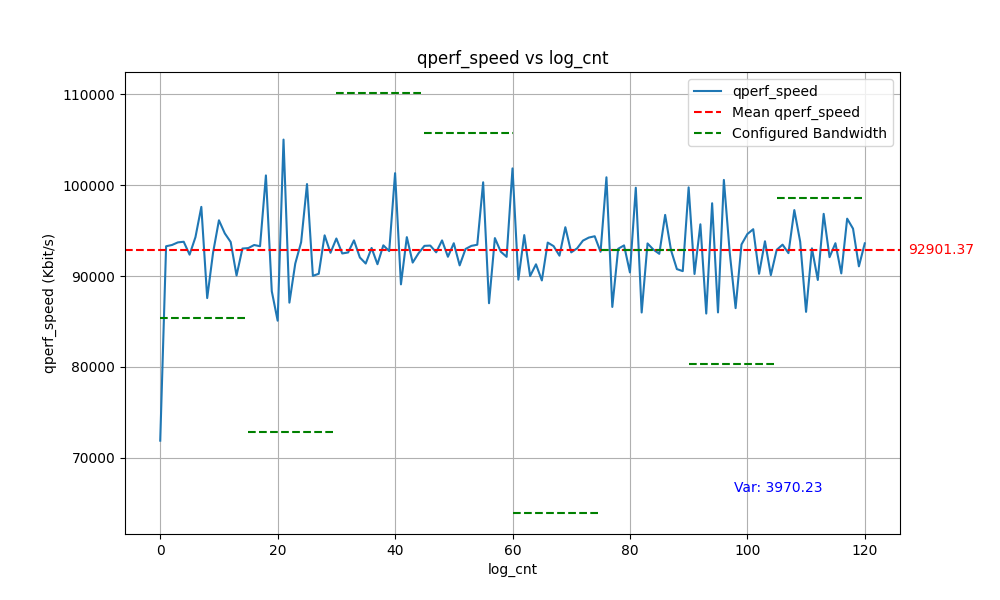 qperf_speed vs log_cnt
qperf_speed
Mean qperf_speed
Configured Bandwidth
qperf_speed (Kbit/s)
110000
100000
90000
80000
70000
92901.37
Var: 3970.23
0 20 40 60 80 100 120
log_cnt